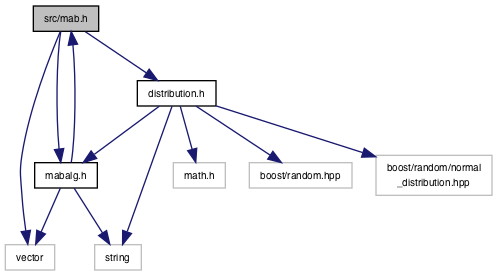 src/mab.h
distribution.h
mabalg.h
math.h
boost/random.hpp
boost/random/normal
_distribution.hpp
vector
string